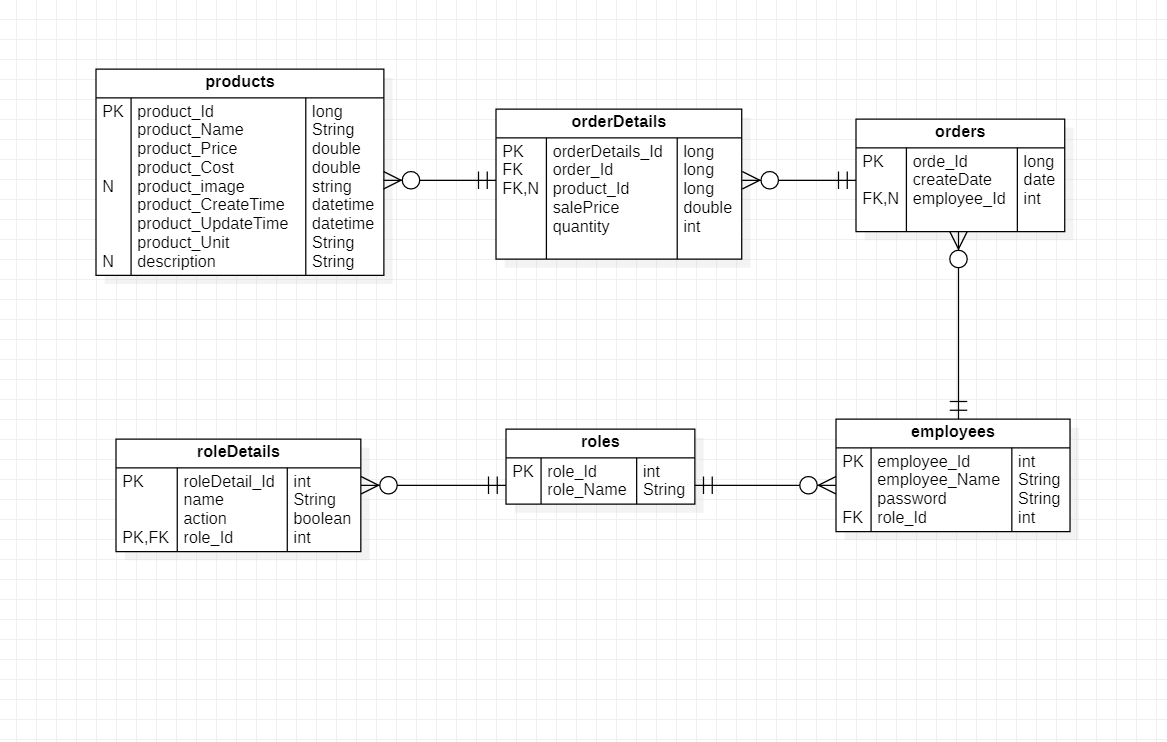 products
PK product_Id long
product_Name String
product_Price double
product_Cost double
N product_image string
product_CreateTime datetime
product_UpdateTime datetime
product_Unit String
N description String
orderDetails
PK orderDetails_Id long
FK order_Id long
FK,N product_Id long
salePrice double
quantity int
orders
PK orde_Id long
createDate date
FK,N employee_Id int
roleDetails
PK roleDetail_Id int
name String
action boolean
PK,FK role_Id int
roles
PK role_Id int
role_Name String
employees
PK employee_Id int
employee_Name String
password String
FK role_Id int